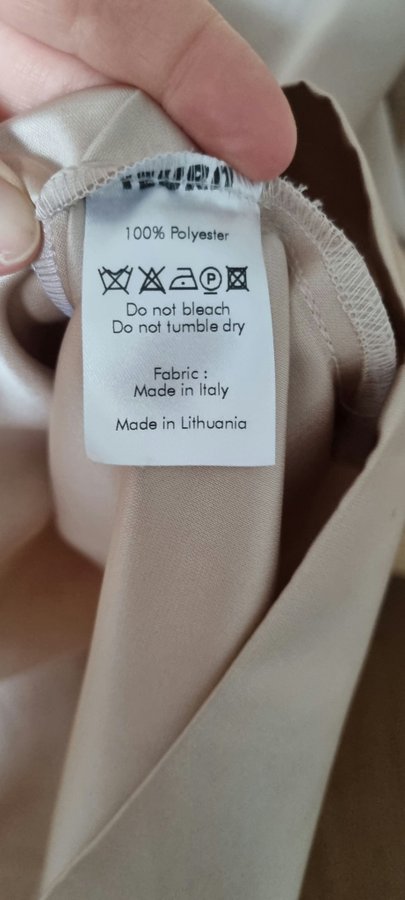 100% Polyester
P
Do not bleach
Do not tumble dry
Fabric :
Made in Italy
Made in Lithuania